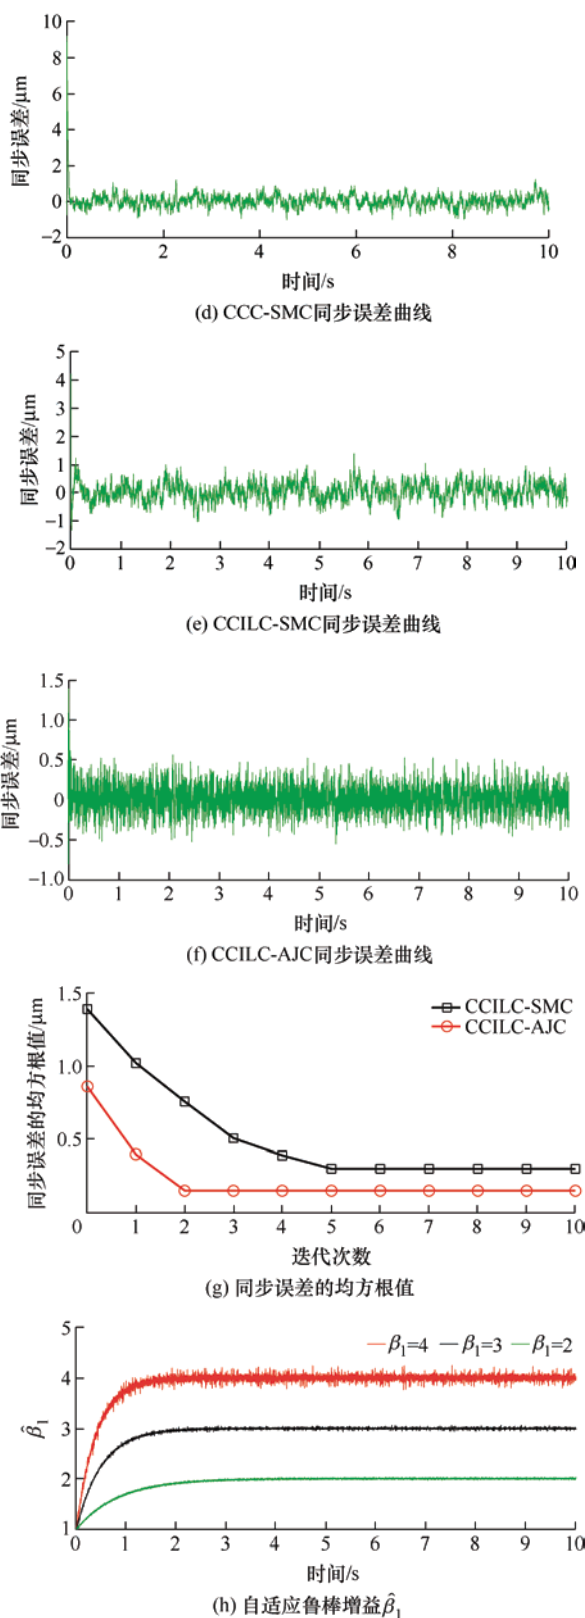 10
8
6
4
2
0
−2
同步误差/μm
0 2 4 6 8 10
时间/s
(d) CCC-SMC同步误差曲线
5
4
3
2
1
0
−1
−2
同步误差/μm
0 1 2 3 4 5 6 7 8 9 10
时间/s
(e) CCILC-SMC同步误差曲线
1.5
1.0
0.5
0
−0.5
−1.0
同步误差/μm
0 1 2 3 4 5 6 7 8 9 10
时间/s
(f) CCILC-AJC同步误差曲线
1.5
1.0
0.5
同步误差的均方根值/μm
CCILC-SMC
CCILC-AJC
0 1 2 3 4 5 6 7 8 9 10
迭代次数
(g) 同步误差的均方根值
5
4
3
2
1
β̂₁
β₁=4 β₁=3 β₁=2
0 1 2 3 4 5 6 7 8 9 10
时间/s
(h) 自适应鲁棒增益β̂₁